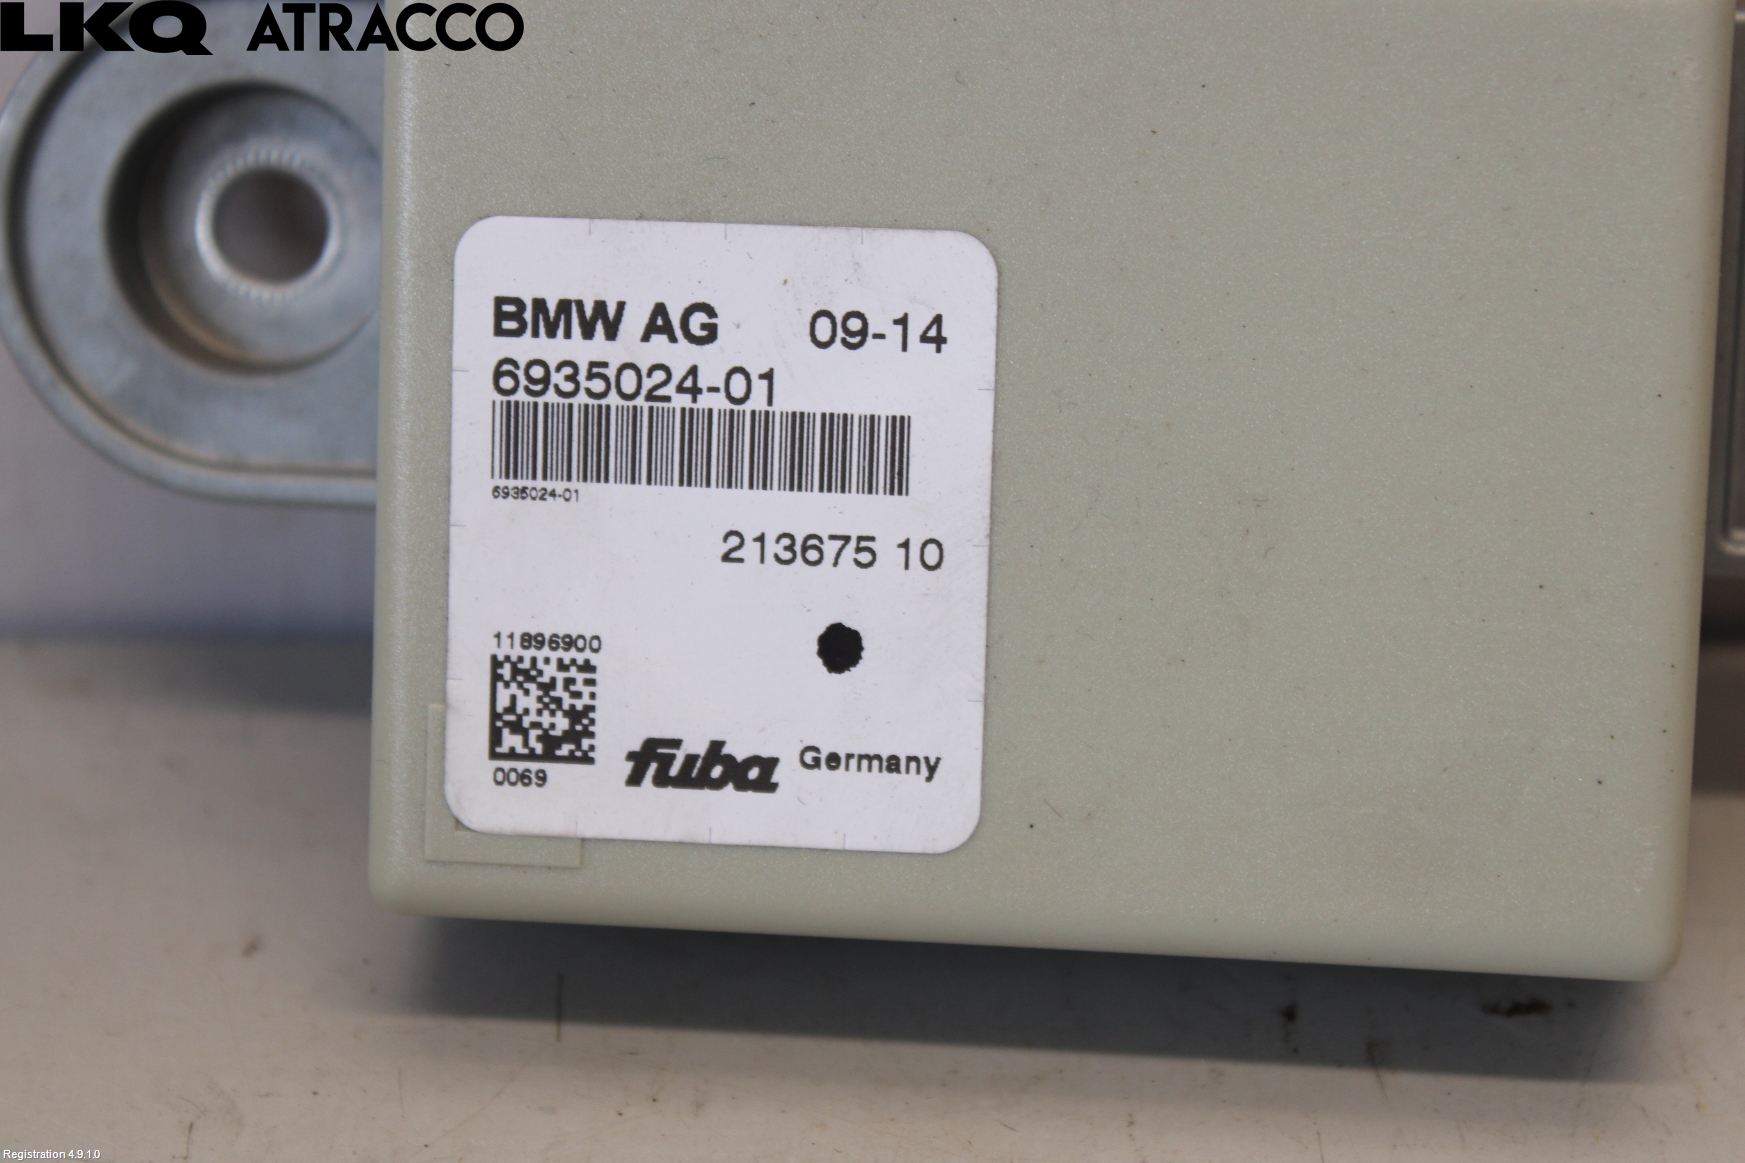 LKQ ATRACCO
BMW AG 09-14
6935024-01
6935024-01
213675 10
11896900
0069
fuba Germany
Registration 4.9.1.0